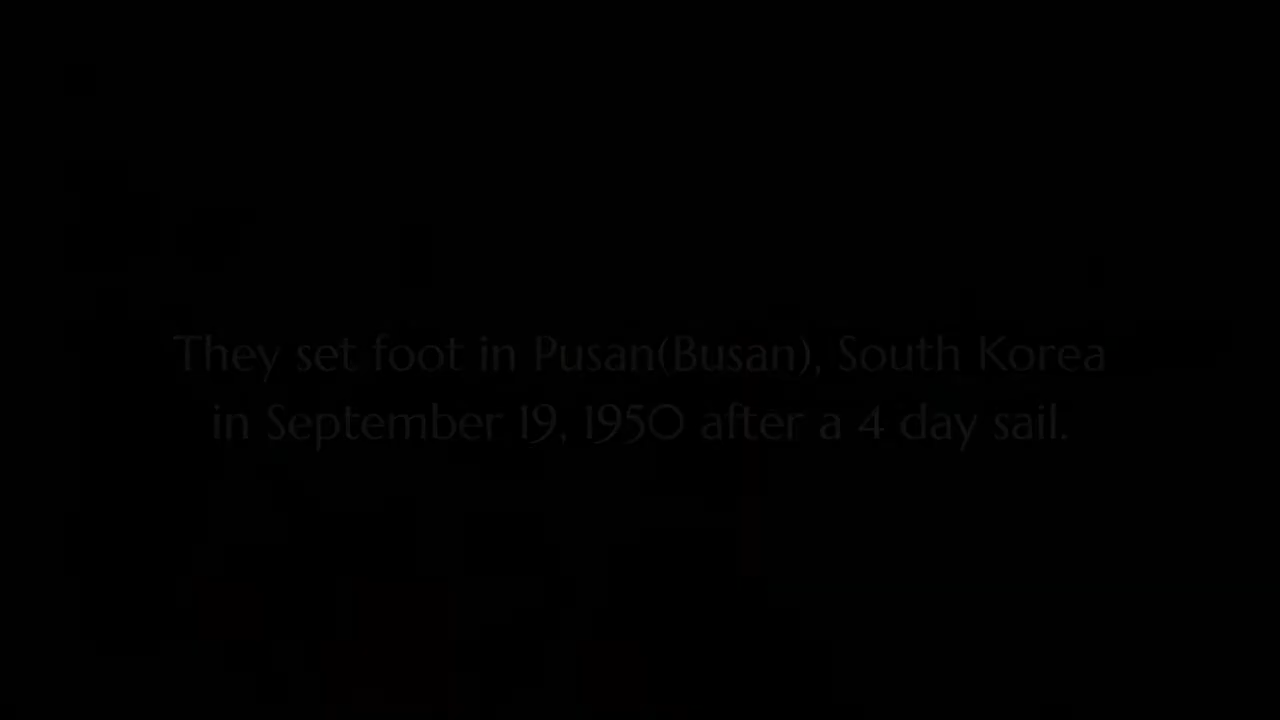 They set foot in Pusan(Busan), South Korea
in September 19, 1950 after a 4 day sail.